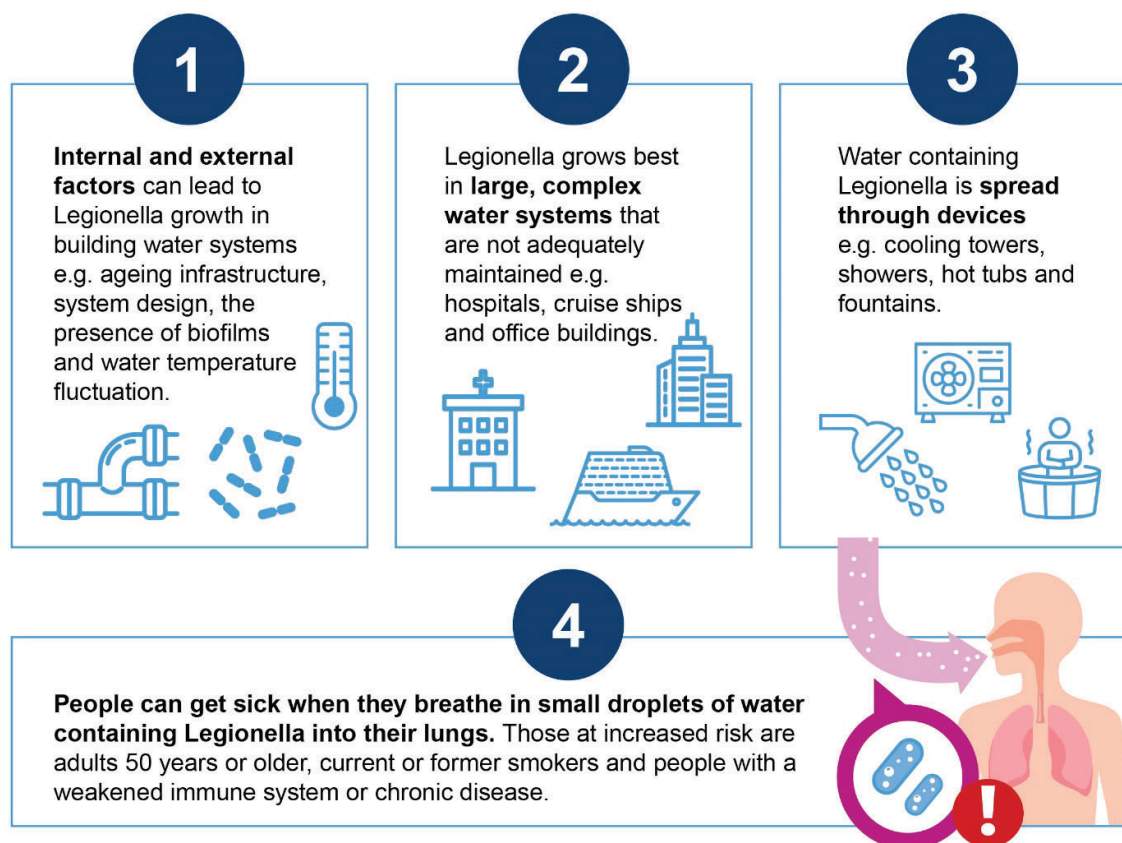 1
Internal and external
factors can lead to
Legionella growth in
building water systems
e.g. ageing infrastructure,
system design, the
presence of biofilms
and water temperature
fluctuation.
2
Legionella grows best
in large, complex
water systems that
are not adequately
maintained e.g.
hospitals, cruise ships
and office buildings.
3
Water containing
Legionella is spread
through devices
e.g. cooling towers,
showers, hot tubs and
fountains.
4
People can get sick when they breathe in small droplets of water
containing Legionella into their lungs. Those at increased risk are
adults 50 years or older, current or former smokers and people with a
weakened immune system or chronic disease.
!